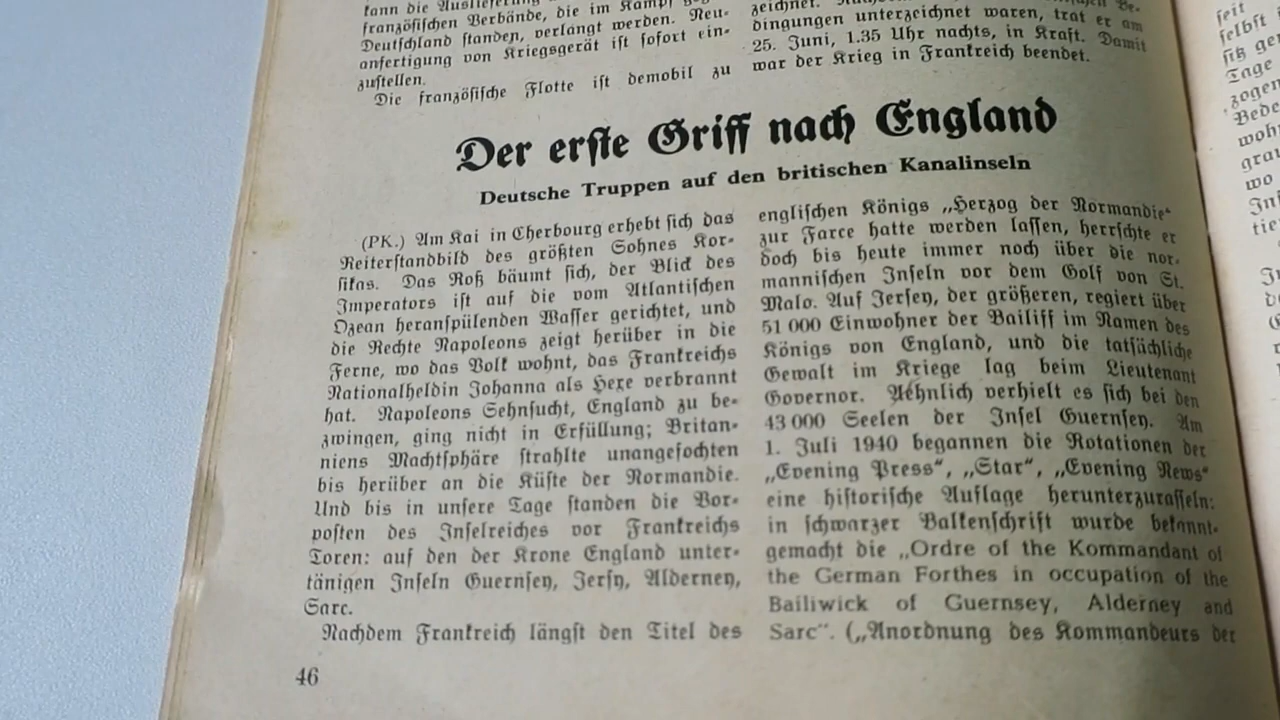 kann die Auslieferung
französischen Verbände, die im Kampf
Deutschland standen, verlangt werden. Neu-
anfertigung von Kriegsgerät ist sofort ein-
zustellen.
Die französische Flotte ist demobil zu
dingungen unterzeichnet waren, trat er am
25. Juni, 1.35 Uhr nachts, in Kraft. Damit
war der Krieg in Frankreich beendet.
Der erste Griff nach England
Deutsche Truppen auf den britischen Kanalinseln
(PK.) Am Kai in Cherbourg erhebt sich das
Reiterstandbild des größten Sohnes Kor-
sikas. Das Roß bäumt sich, der Blick des
Imperators ist auf die vom Atlantischen
Ozean heranspülenden Wasser gerichtet, und
die Rechte Napoleons zeigt herüber in die
Ferne, wo das Volk wohnt, das Frankreichs
Nationalheldin Johanna als Hexe verbrannt
hat. Napoleons Sehnsucht, England zu be-
zwingen, ging nicht in Erfüllung; Britan-
niens Machtsphäre strahlte unangefochten
bis herüber an die Küste der Normandie.
Und bis in unsere Tage standen die Vor-
posten des Inselreiches vor Frankreichs
Toren: auf den der Krone England unter-
tänigen Inseln Guernsey, Jersy, Alderney,
Sarc.
Nachdem Frankreich längst den Titel des
englischen Königs „Herzog der Normandie“
zur Farce hatte werden lassen, herrschte er
doch bis heute immer noch über die nor-
mannischen Inseln vor dem Golf von St.
Malo. Auf Jersey, der größeren, regiert über
51 000 Einwohner der Bailiff im Namen des
Königs von England, und die tatsächliche
Gewalt im Kriege lag beim Lieutenant
Governor. Aehnlich verhielt es sich bei den
43 000 Seelen der Insel Guernsey. Am
1. Juli 1940 begannen die Rotationen der
„Evening Press“, „Star“, „Evening News“
eine historische Auflage herunterzurasseln:
in schwarzer Balkenschrift wurde bekannt-
gemacht die „Ordre of the Kommandant of
the German Forthes in occupation of the
Bailiwick of Guernsey, Alderney and
Sarc“. („Anordnung des Kommandeurs der
46
seit
selbst
Tage